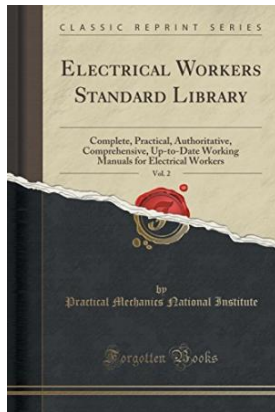 CLASSIC REPRINT SERIES
ELECTRICAL WORKERS
STANDARD LIBRARY
Complete, Practical, Authoritative,
Comprehensive, Up-to-Date Working
Manuals for Electrical Workers
Vol. 2
by
Practical Mechanics National Institute
Forgotten Books